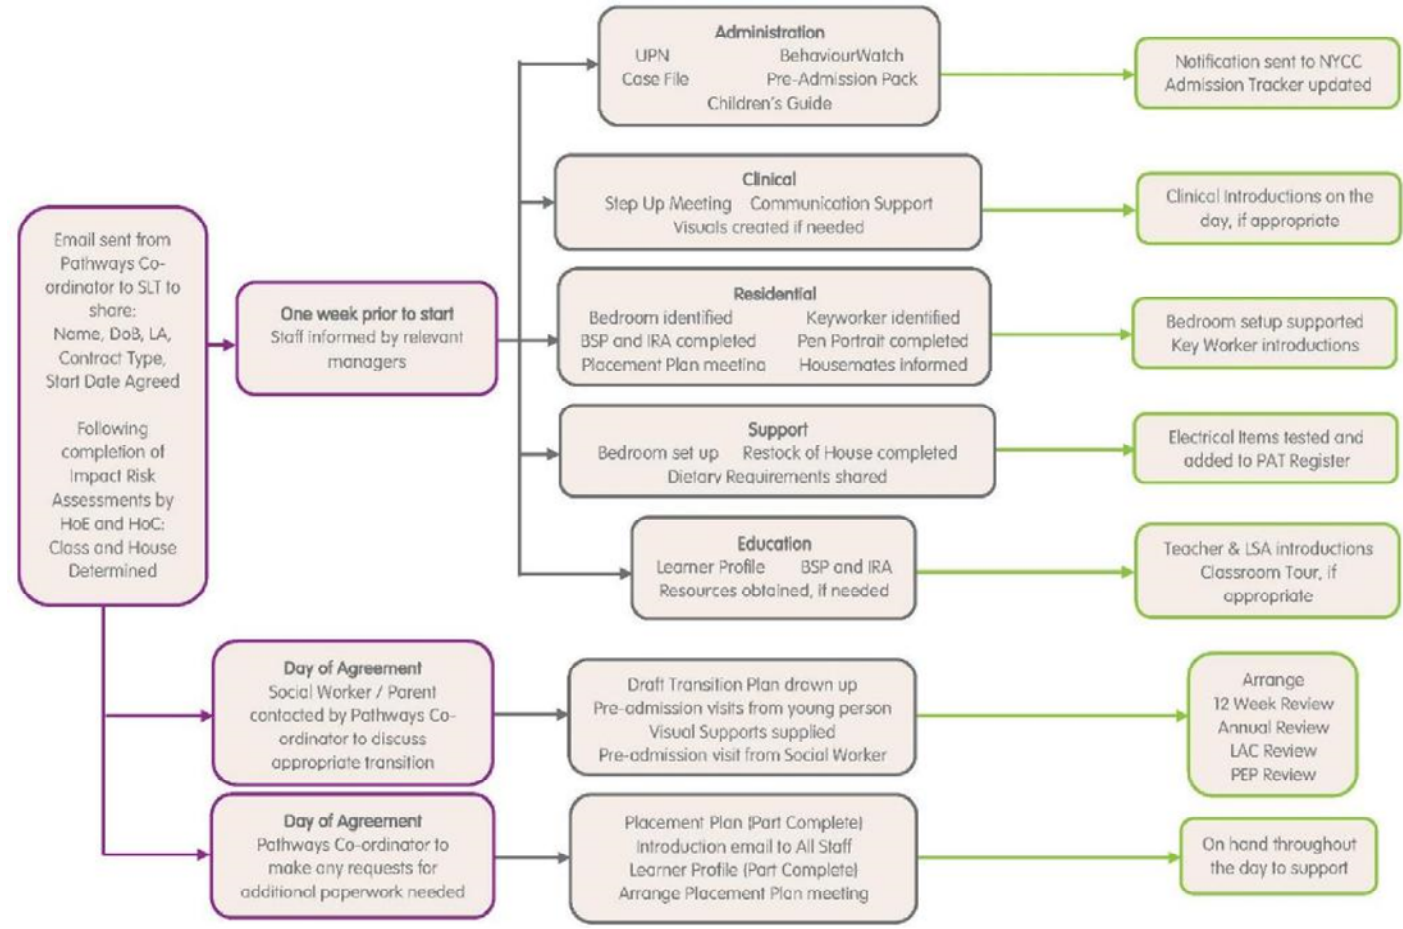 Email sent from
Pathways Co-
ordinator to SLT to
share:
Name, DoB, LA,
Contract Type,
Start Date Agreed
Following
completion of
Impact Risk
Assessments by
HoE and HoC:
Class and House
Determined
One week prior to start
Staff informed by relevant
managers
Administration
UPN BehaviourWatch
Case File Pre-Admission Pack
Children's Guide
Notification sent to NYCC
Admission Tracker updated
Clinical
Step Up Meeting Communication Support
Visuals created if needed
Clinical Introductions on the
day, if appropriate
Residential
Bedroom identified Keyworker identified
BSP and IRA completed Pen Portrait completed
Placement Plan meeting Housemates informed
Bedroom setup supported
Key Worker introductions
Support
Bedroom set up Restock of House completed
Dietary Requirements shared
Electrical Items tested and
added to PAT Register
Education
Learner Profile BSP and IRA
Resources obtained, if needed
Teacher & LSA introductions
Classroom Tour, if
appropriate
Day of Agreement
Social Worker / Parent
contacted by Pathways Co-
ordinator to discuss
appropriate transition
Draft Transition Plan drawn up
Pre-admission visits from young person
Visual Supports supplied
Pre-admission visit from Social Worker
Arrange
12 Week Review
Annual Review
LAC Review
PEP Review
Day of Agreement
Pathways Co-ordinator to
make any requests for
additional paperwork needed
Placement Plan (Part Complete)
Introduction email to All Staff
Learner Profile (Part Complete)
Arrange Placement Plan meeting
On hand throughout
the day to support